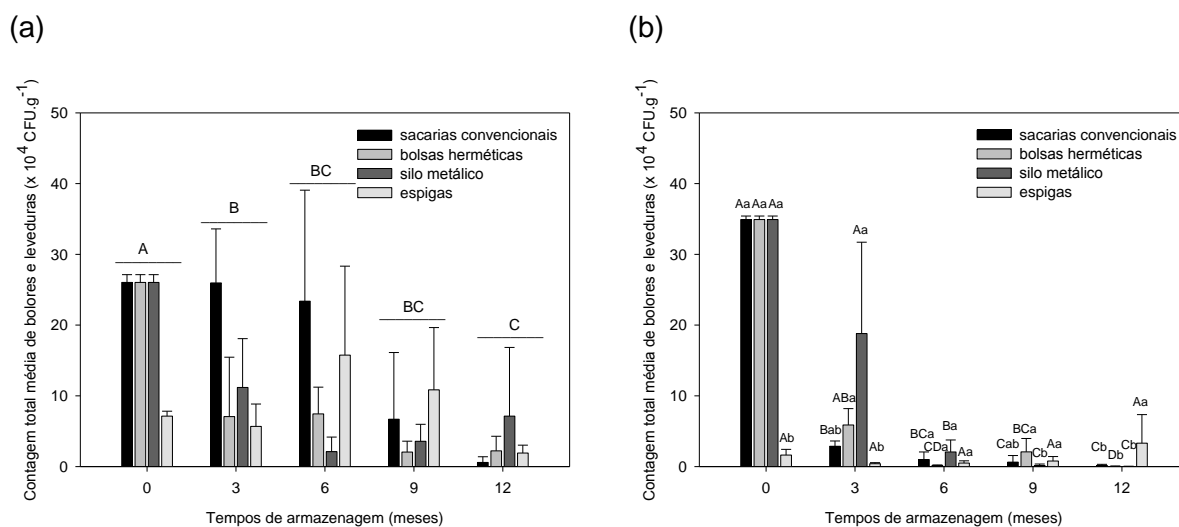 (a)
Contagem total média de bolores e leveduras (x 10⁴ CFU.g⁻¹)
50
40
30
20
10
0
sacarias convencionais
bolsas herméticas
silo metálico
espigas
A
B
BC
BC
C
0 3 6 9 12
Tempos de armazenagem (meses)
(b)
Contagem total média de bolores e leveduras (x 10⁴ CFU.g⁻¹)
50
40
30
20
10
0
sacarias convencionais
bolsas herméticas
silo metálico
espigas
Aa Aa Aa
Ab
Bab
ABa
Aa
Ab
BCa
CDa
Ba
Aa
Cab
BCa
Cb
Aa
Cb
Db
Cb
Aa
0 3 6 9 12
Tempos de armazenagem (meses)